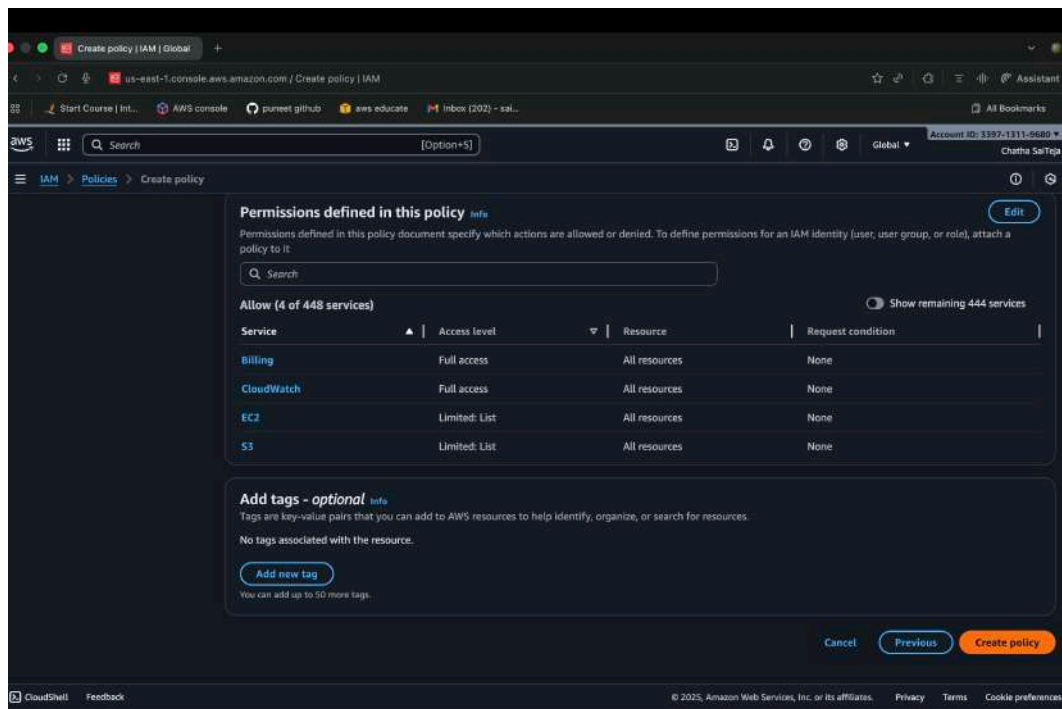 Create policy | IAM | Global
us-east-1.console.aws.amazon.com / Create policy | IAM
Assistant
Start Course | Int...
AWS console
puneet github
aws educate
Inbox (202) - sai...
All Bookmarks
aws
Search
[Option+S]
Global
Account ID: 3397-1311-9680
Chatha SaiTeja
IAM > Policies > Create policy
Permissions defined in this policy Info
Edit
Permissions defined in this policy document specify which actions are allowed or denied. To define permissions for an IAM identity (user, user group, or role), attach a
policy to it
Search
Allow (4 of 448 services)
Show remaining 444 services
Service
Access level
Resource
Request condition
Billing
Full access
All resources
None
CloudWatch
Full access
All resources
None
EC2
Limited: List
All resources
None
S3
Limited: List
All resources
None
Add tags - optional Info
Tags are key-value pairs that you can add to AWS resources to help identify, organize, or search for resources.
No tags associated with the resource.
Add new tag
You can add up to 50 more tags.
Cancel
Previous
Create policy
CloudShell
Feedback
© 2025, Amazon Web Services, Inc. or its affiliates.
Privacy
Terms
Cookie preferences